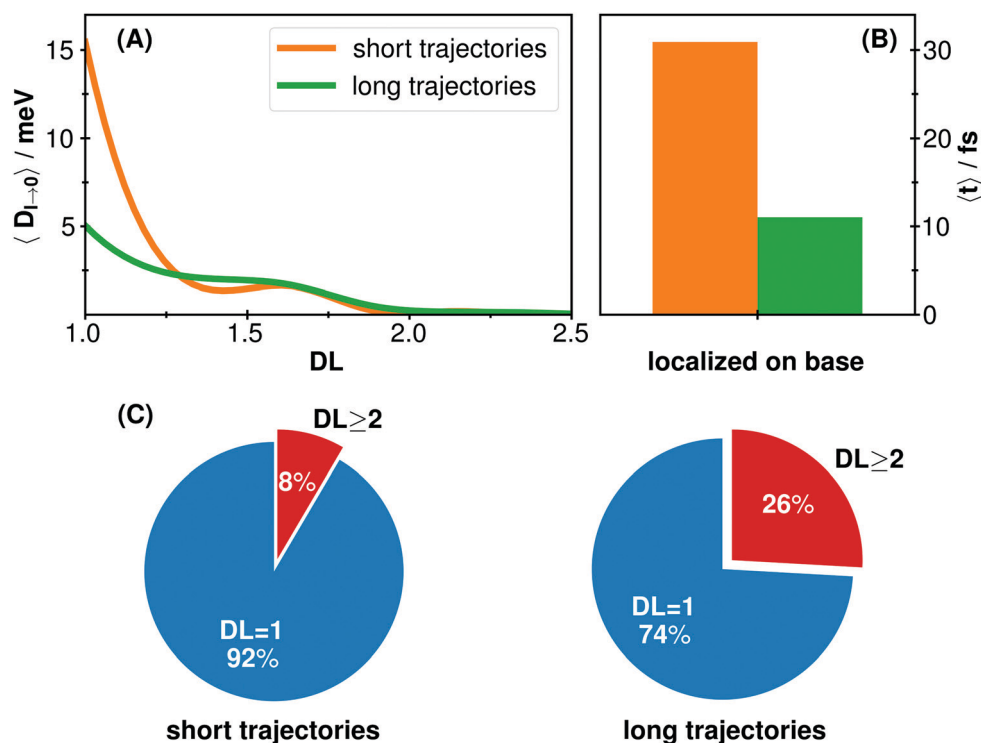 (A)
short trajectories
long trajectories
⟨ D_{I→0}⟩ / meV
15
10
5
1.0
1.5
2.0
2.5
DL
(B)
30
20
10
0
⟨t⟩ / fs
localized on base
(C)
DL≥2
8%
DL=1
92%
short trajectories
DL≥2
26%
DL=1
74%
long trajectories